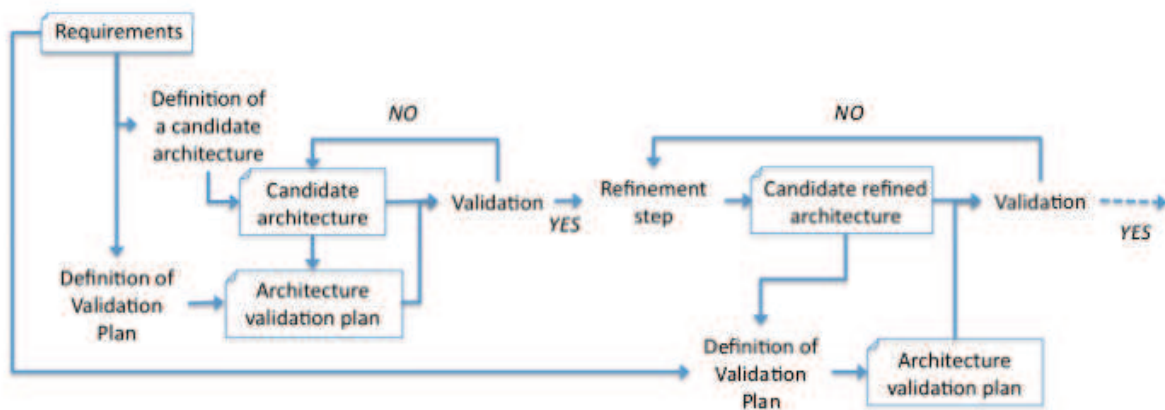 Requirements
Definition of
a candidate
architecture
NO
Candidate
architecture
Validation
YES
Definition of
Validation
Plan
Architecture
validation plan
NO
Refinement
step
Candidate refined
architecture
Validation
YES
Definition of
Validation
Plan
Architecture
validation plan